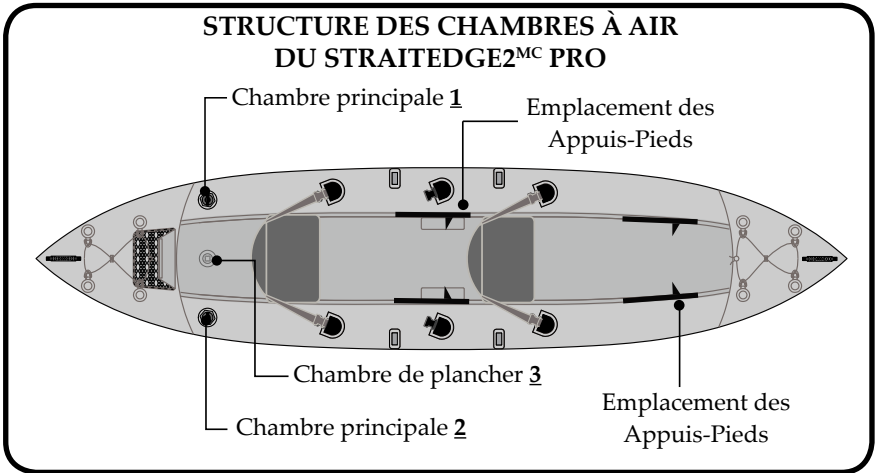 STRUCTURE DES CHAMBRES À AIR
DU STRAITEDGE2ᴹᶜ PRO
Chambre principale 1
Emplacement des
Appuis-Pieds
Chambre de plancher 3
Chambre principale 2
Emplacement des
Appuis-Pieds